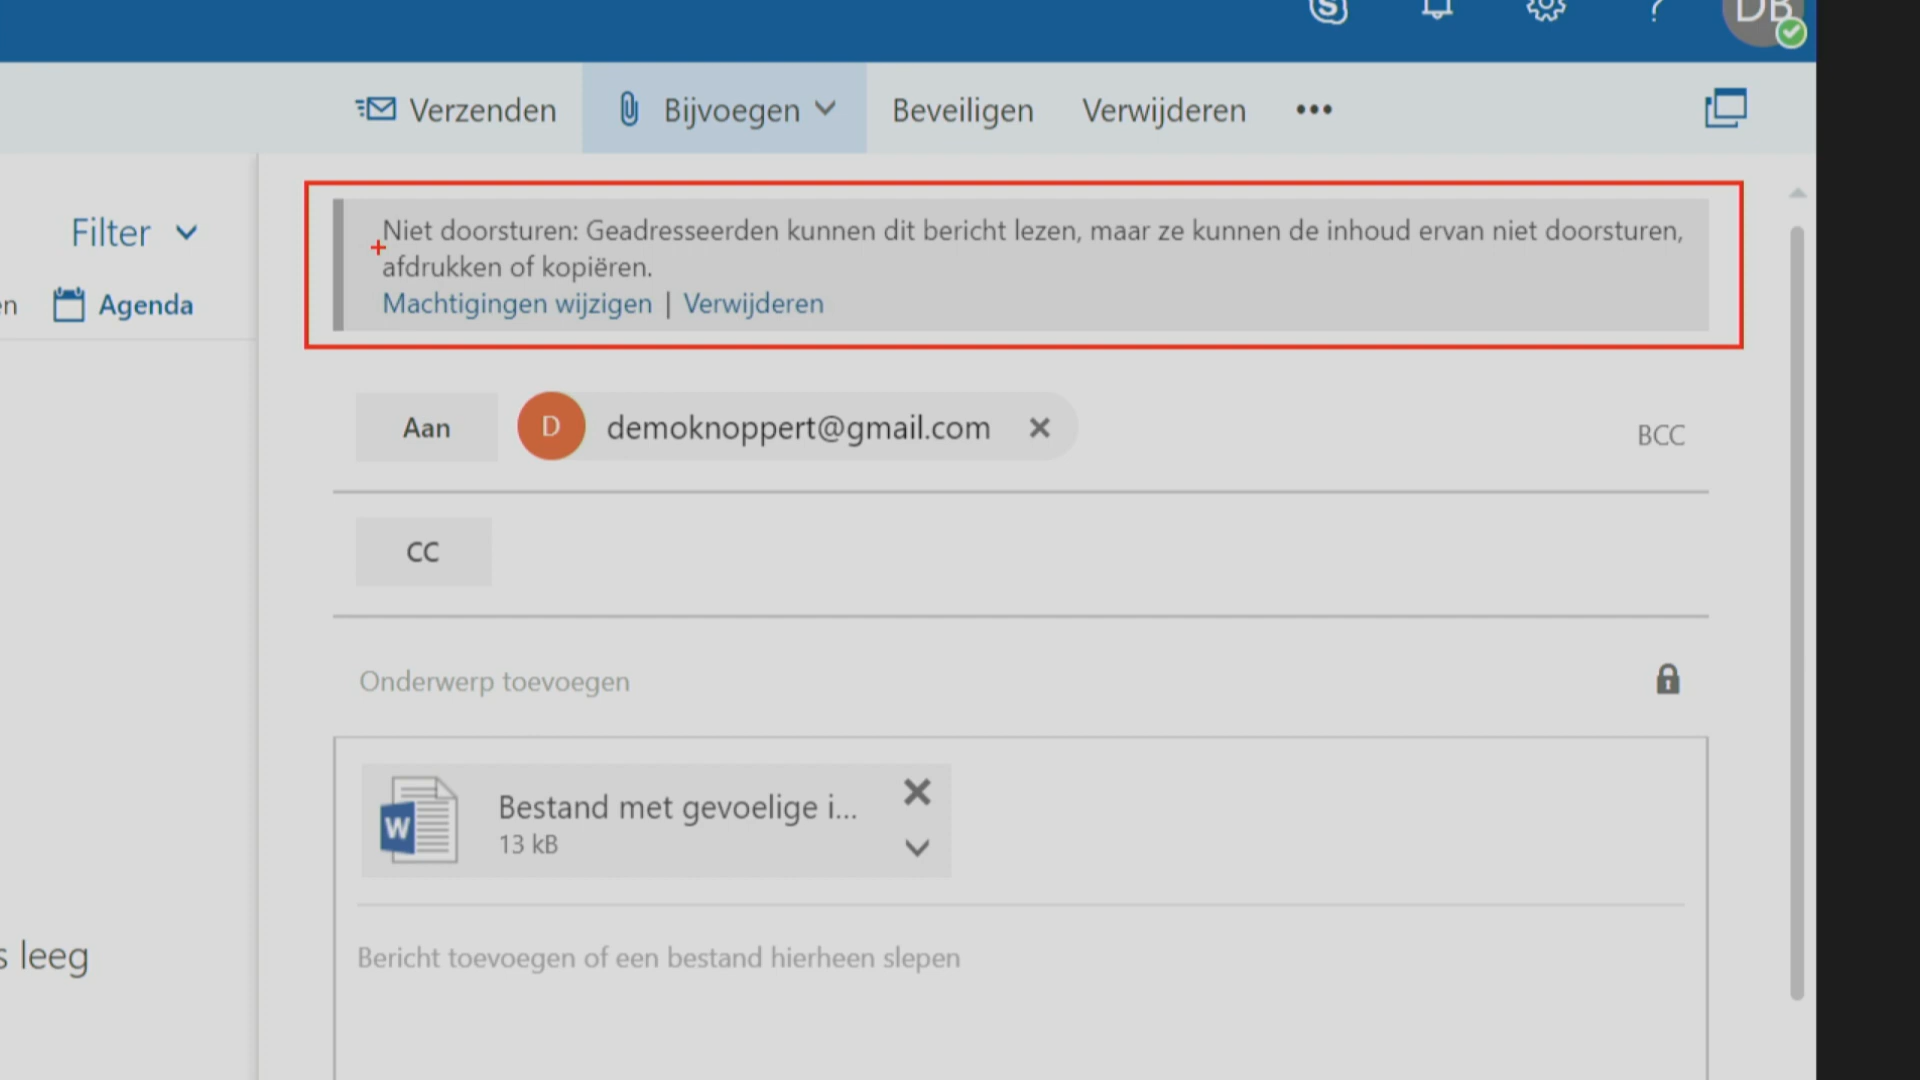 DB
Verzenden Bijvoegen Beveiligen Verwijderen •••
Filter
Niet doorsturen: Geadresseerden kunnen dit bericht lezen, maar ze kunnen de inhoud ervan niet doorsturen,
afdrukken of kopiëren.
Machtigingen wijzigen | Verwijderen
en Agenda
Aan D demoknoppert@gmail.com BCC
CC
Onderwerp toevoegen
W Bestand met gevoelige i...
13 kB
s leeg
Bericht toevoegen of een bestand hierheen slepen